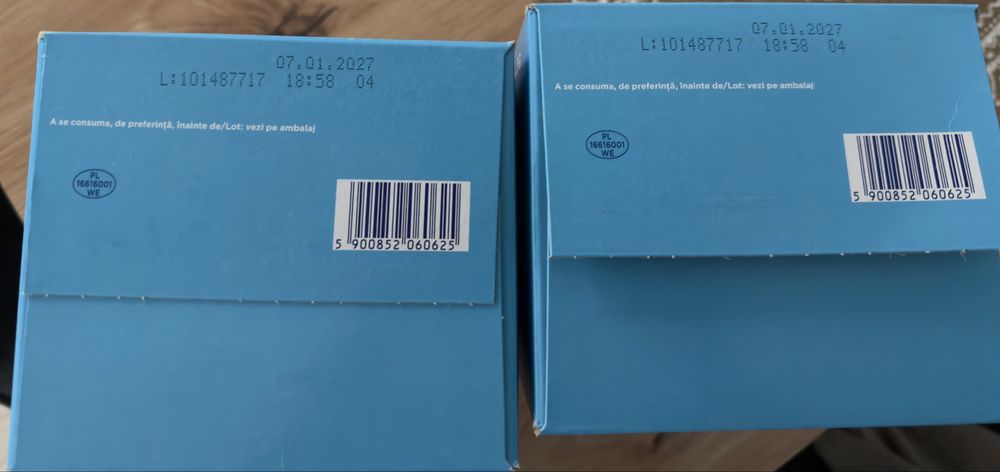 07.01.2027
L:101487717 18:58 04
A se consuma, de preferință, înainte de/Lot: vezi pe ambalaj
PL
16616001
WE
5 900852 060625
07.01.2027
L:101487717 18:58 04
A se consuma, de preferință, înainte de/Lot: vezi pe ambalaj
PL
16616001
WE
5 900852 060625